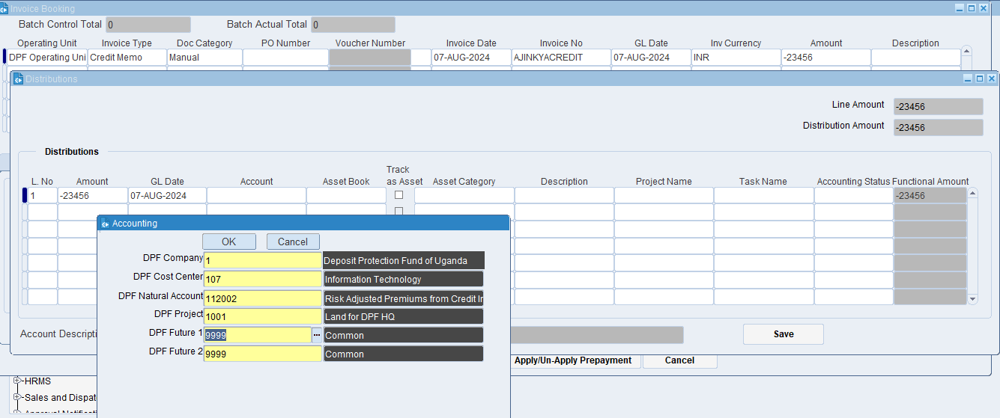 Invoice Booking
Batch Control Total 0 Batch Actual Total 0
Operating Unit Invoice Type Doc Category PO Number Voucher Number Invoice Date Invoice No GL Date Inv Currency Amount Description
DPF Operating Uni Credit Memo Manual 07-AUG-2024 AJINKYACREDIT 07-AUG-2024 INR -23456
Distributions
Line Amount -23456
Distribution Amount -23456
Distributions
Track
L. No Amount GL Date Account Asset Book as Asset Asset Category Description Project Name Task Name Accounting Status Functional Amount
1 -23456 07-AUG-2024 -23456
Accounting
OK Cancel
DPF Company 1 Deposit Protection Fund of Uganda
DPF Cost Center 107 Information Technology
DPF Natural Account 112002 Risk Adjusted Premiums from Credit In
DPF Project 1001 Land for DPF HQ
DPF Future 1 9999 ... Common
DPF Future 2 9999 Common
Account Descripti Save
Apply/Un-Apply Prepayment Cancel
HRMS
Sales and Dispat
Approval Notificati